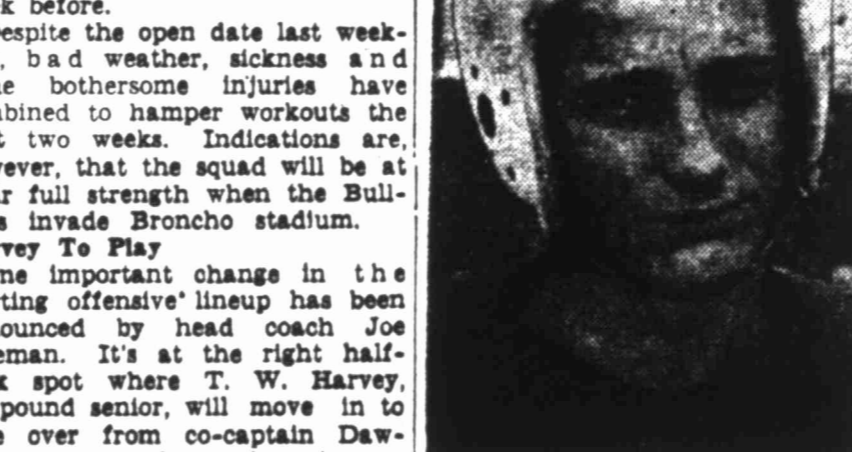 k before.
espite the open date last week-
, bad weather, sickness and
e bothersome injuries have
bined to hamper workouts the
t two weeks. Indications are,
ever, that the squad will be at
r full strength when the Bull-
s invade Broncho stadium.
vey To Play
ne important change in the
ting offensive lineup has been
ounced by head coach Joe
eman. It's at the right half-
k spot where T. W. Harvey,
pound senior, will move in to
e over from co-captain Daw-